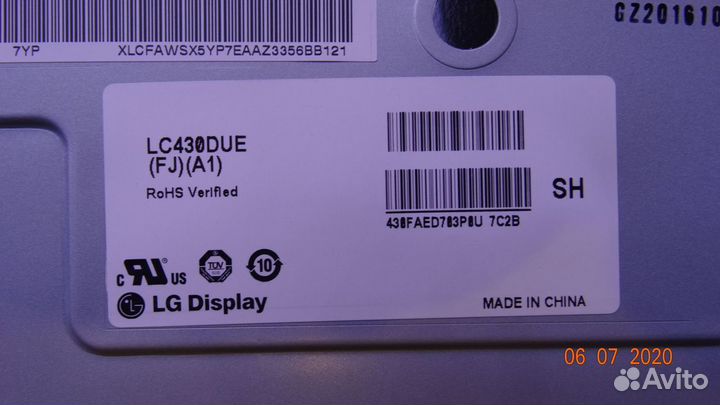 GZ201610
7YP XLCFAWSX5YP7EAAZ3356BB121
LC430DUE
(FJ)(A1)
RoHS Verified
430FAED703P0U 7C2B
SH
c RU US
TÜV
10
LG Display
MADE IN CHINA
06 07 2020
Avito